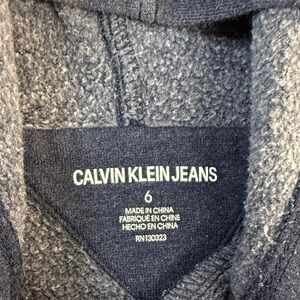 CALVIN KLEIN JEANS
6
MADE IN CHINA
FABRIQUÉ EN CHINE
HECHO EN CHINA
RN130323